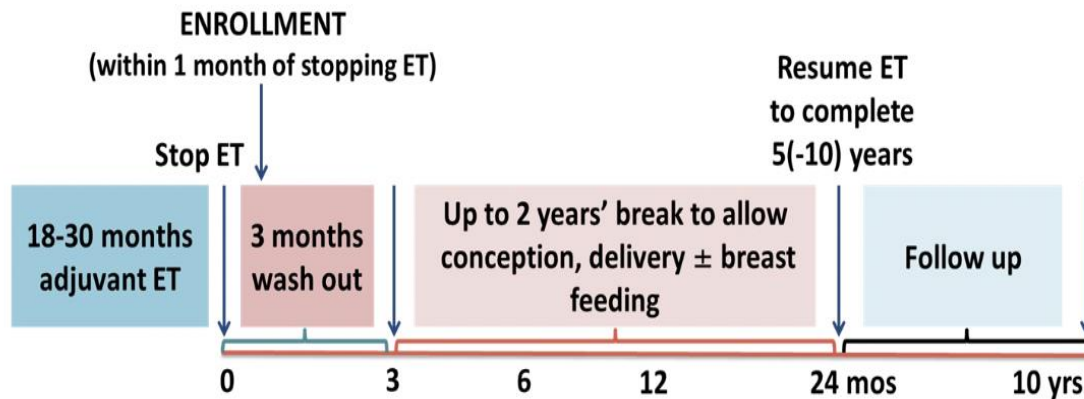 ENROLLMENT
(within 1 month of stopping ET)
Stop ET
Resume ET
to complete
5(-10) years
18-30 months
adjuvant ET
3 months
wash out
Up to 2 years’ break to allow
conception, delivery ± breast
feeding
Follow up
0 3 6 12 24 mos 10 yrs